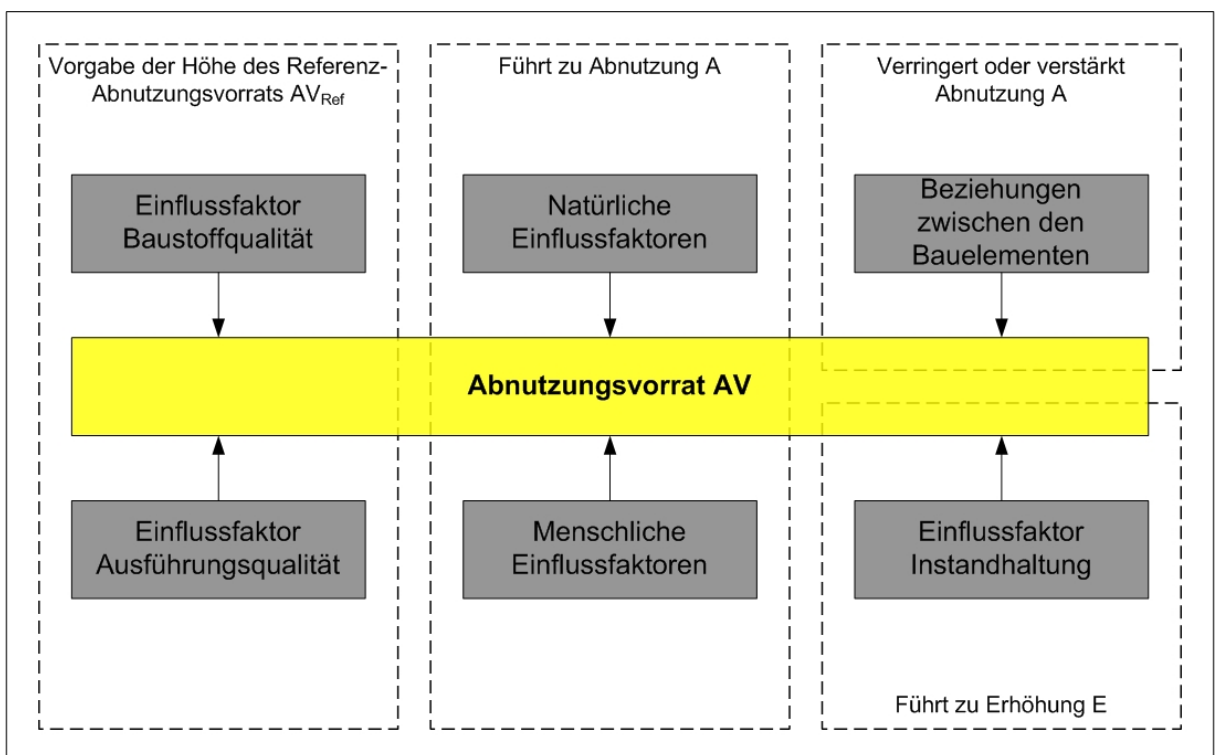 Vorgabe der Höhe des Referenz-
Abnutzungsvorrats AVRef
Führt zu Abnutzung A
Verringert oder verstärkt
Abnutzung A
Einflussfaktor
Baustoffqualität
Natürliche
Einflussfaktoren
Beziehungen
zwischen den
Bauelementen
Abnutzungsvorrat AV
Einflussfaktor
Ausführungsqualität
Menschliche
Einflussfaktoren
Einflussfaktor
Instandhaltung
Führt zu Erhöhung E